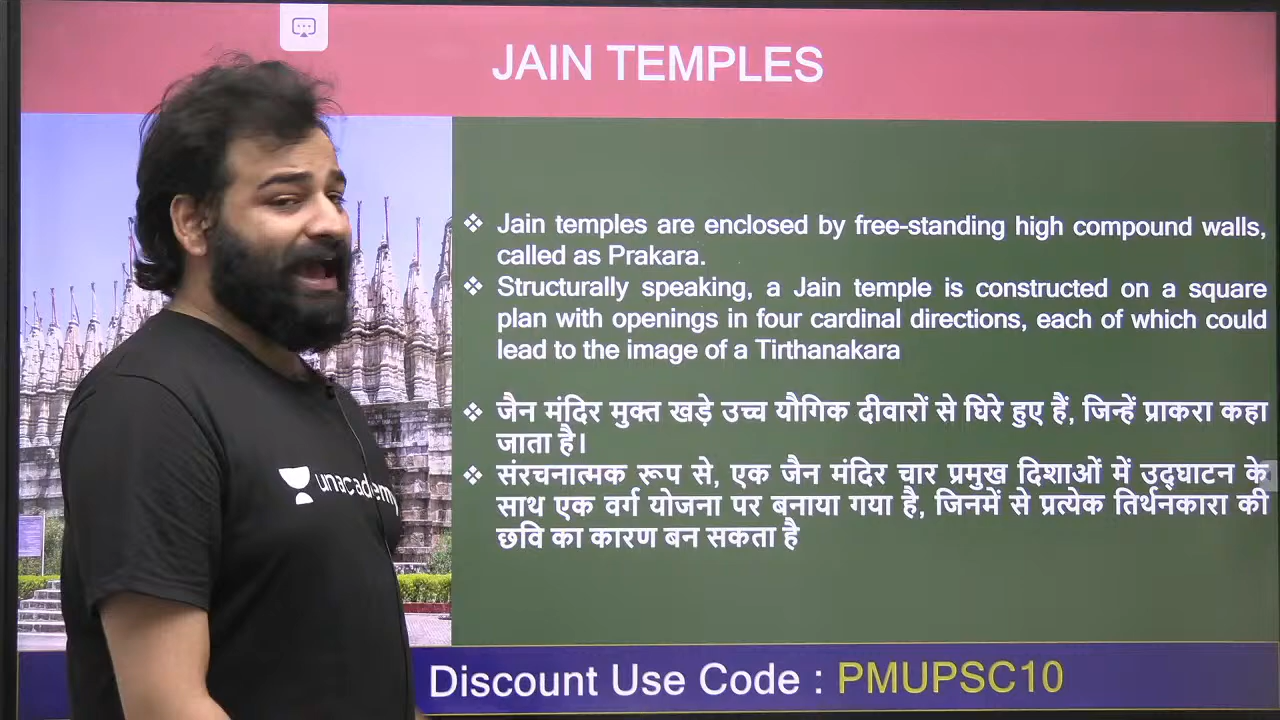 JAIN TEMPLES
❖ Jain temples are enclosed by free-standing high compound walls,
called as Prakara.
❖ Structurally speaking, a Jain temple is constructed on a square
plan with openings in four cardinal directions, each of which could
lead to the image of a Tirthanakara
❖ जैन मंदिर मुक्त खड़े उच्च यौगिक दीवारों से घिरे हुए हैं, जिन्हें प्राकरा कहा
जाता है।
❖ संरचनात्मक रूप से, एक जैन मंदिर चार प्रमुख दिशाओं में उद्घाटन के
साथ एक वर्ग योजना पर बनाया गया है, जिनमें से प्रत्येक तिर्थनकारा की
छवि का कारण बन सकता है
unacademy
Discount Use Code : PMUPSC10